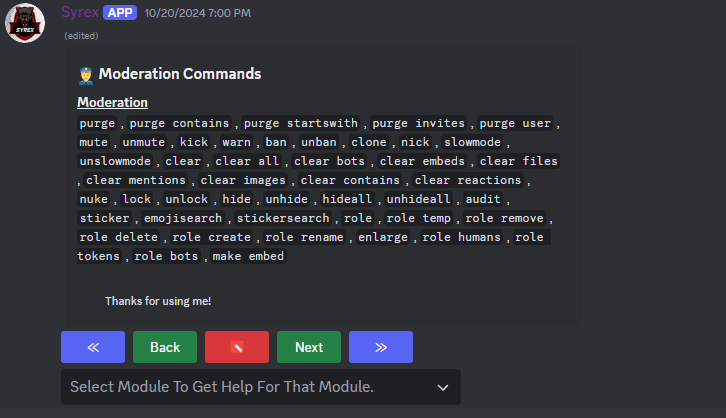 SYREX
Syrex APP 10/20/2024 7:00 PM
(edited)
Moderation Commands
Moderation
purge , purge contains , purge startswith , purge invites , purge user ,
mute , unmute , kick , warn , ban , unban , clone , nick , slowmode ,
unslowmode , clear , clear all , clear bots , clear embeds , clear files
, clear mentions , clear images , clear contains , clear reactions ,
nuke , lock , unlock , hide , unhide , hideall , unhideall , audit ,
sticker , emojisearch , stickersearch , role , role temp , role remove ,
role delete , role create , role rename , enlarge , role humans , role
tokens , role bots , make embed
Thanks for using me!
« Back Next »
Select Module To Get Help For That Module.